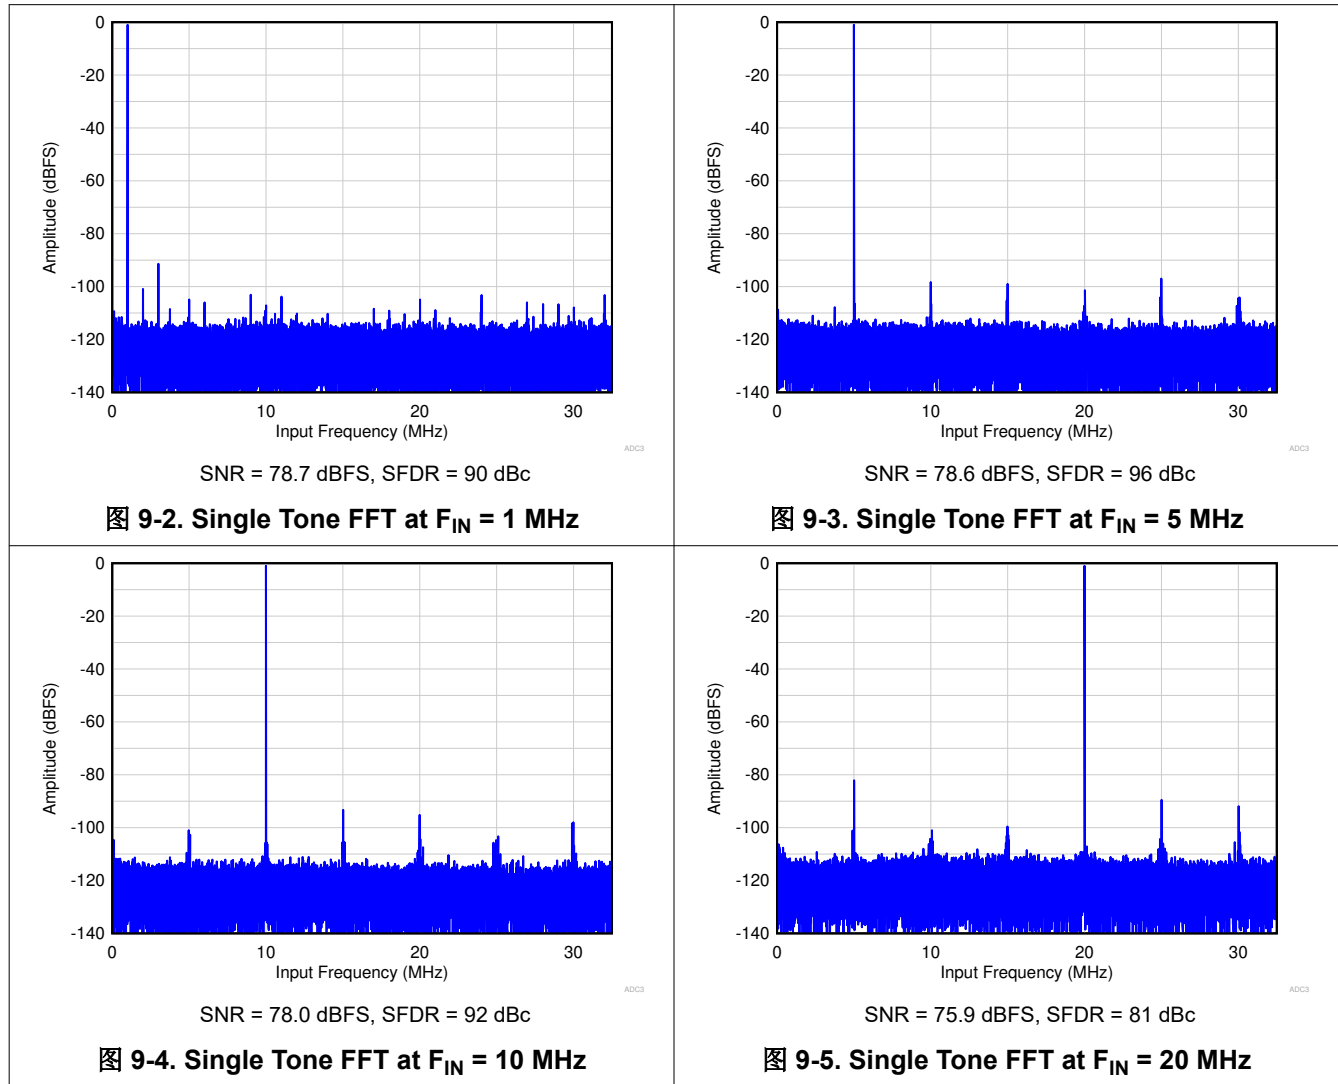 0
-20
-40
-60
-80
-100
-120
-140
Amplitude (dBFS)
0 10 20 30
Input Frequency (MHz)
ADC3
SNR = 78.7 dBFS, SFDR = 90 dBc
图 9-2. Single Tone FFT at FIN = 1 MHz
0
-20
-40
-60
-80
-100
-120
-140
Amplitude (dBFS)
0 10 20 30
Input Frequency (MHz)
ADC3
SNR = 78.6 dBFS, SFDR = 96 dBc
图 9-3. Single Tone FFT at FIN = 5 MHz
0
-20
-40
-60
-80
-100
-120
-140
Amplitude (dBFS)
0 10 20 30
Input Frequency (MHz)
ADC3
SNR = 78.0 dBFS, SFDR = 92 dBc
图 9-4. Single Tone FFT at FIN = 10 MHz
0
-20
-40
-60
-80
-100
-120
-140
Amplitude (dBFS)
0 10 20 30
Input Frequency (MHz)
ADC3
SNR = 75.9 dBFS, SFDR = 81 dBc
图 9-5. Single Tone FFT at FIN = 20 MHz